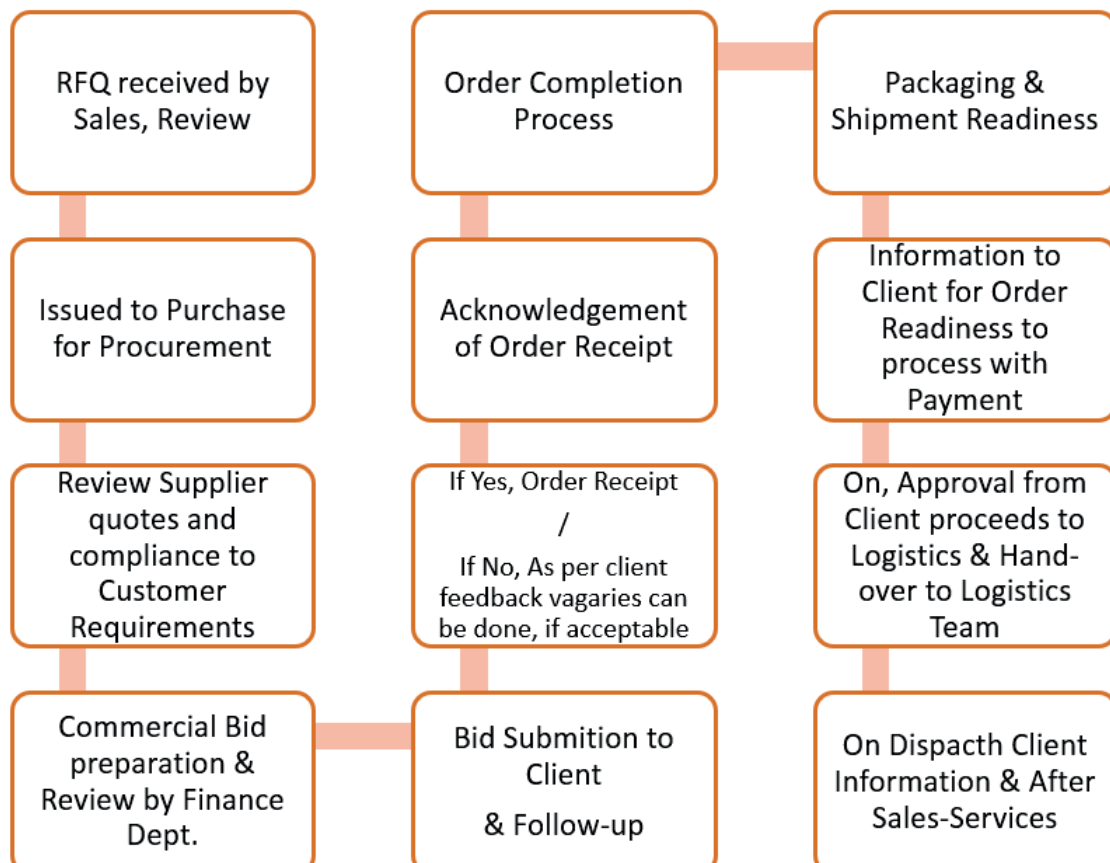 RFQ received by
Sales, Review
Issued to Purchase
for Procurement
Review Supplier
quotes and
compliance to
Customer
Requirements
Commercial Bid
preparation &
Review by Finance
Dept.
Bid Submition to
Client
& Follow-up
If Yes, Order Receipt
/
If No, As per client
feedback vagaries can
be done, if acceptable
Acknowledgement
of Order Receipt
Order Completion
Process
Packaging &
Shipment Readiness
Information to
Client for Order
Readiness to
process with
Payment
On, Approval from
Client proceeds to
Logistics & Hand-
over to Logistics
Team
On Dispacth Client
Information & After
Sales-Services